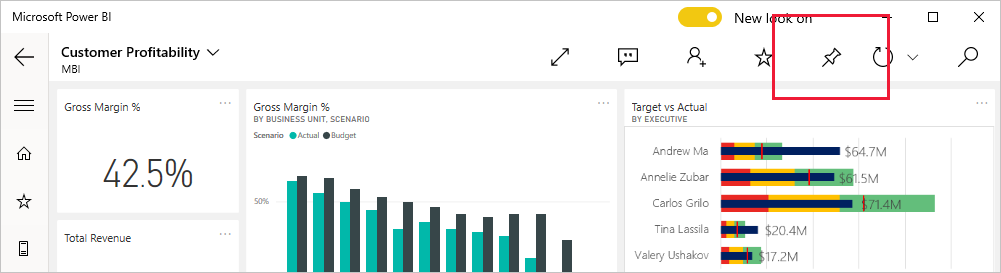 Microsoft Power BI
New look on
Customer Profitability
MBI
Gross Margin %
42.5%
Total Revenue
Gross Margin %
BY BUSINESS UNIT, SCENARIO
Scenario Actual Budget
50%
Target vs Actual
BY EXECUTIVE
Andrew Ma $64.7M
Annelie Zubar $61.5M
Carlos Grilo $71.4M
Tina Lassila $20.4M
Valery Ushakov $17.2M